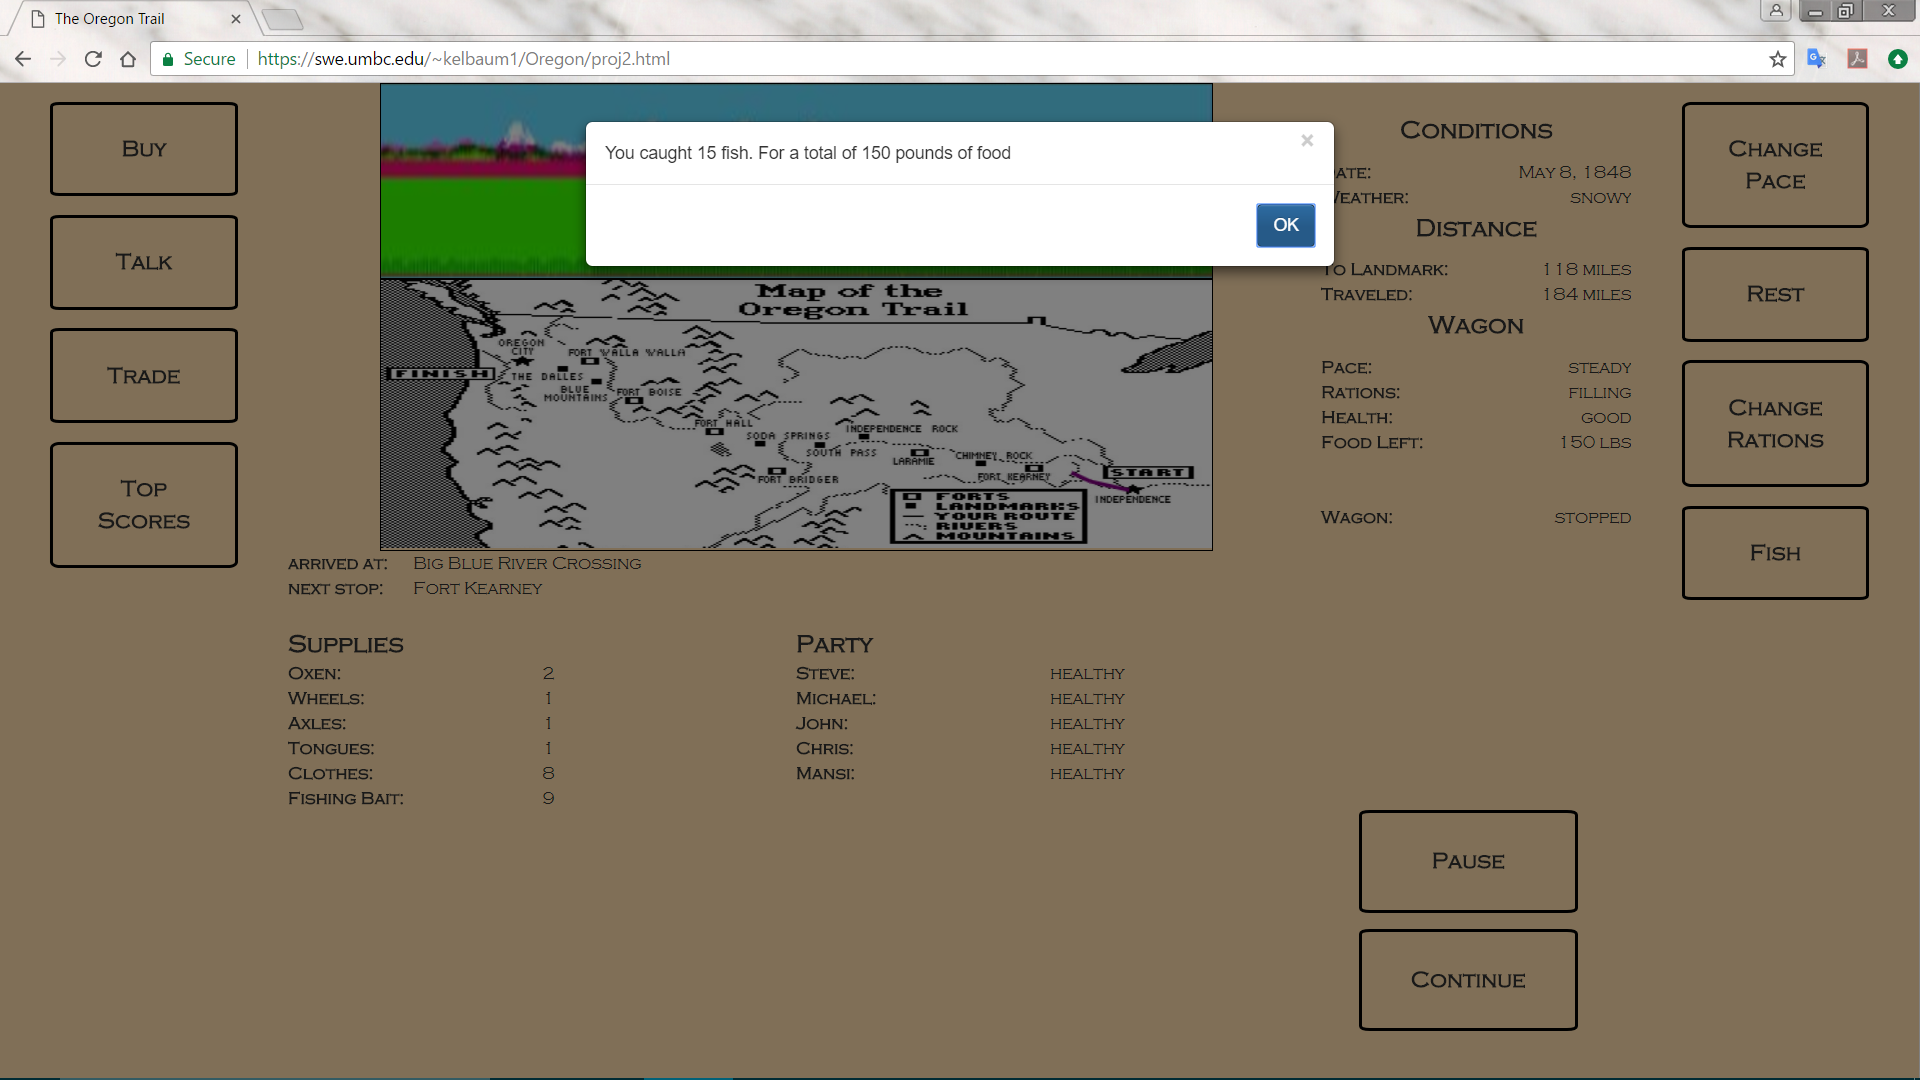 The Oregon Trail
Secure
https://swe.umbc.edu/~kelbaum1/Oregon/proj2.html
Buy
Talk
Trade
Top
Scores
You caught 15 fish. For a total of 150 pounds of food
×
OK
Map of the
Oregon Trail
OREGON
CITY
FORT WALLA WALLA
FINISH
THE DALLES
BLUE
MOUNTAINS
FORT BOISE
FORT HALL
SODA SPRINGS
INDEPENDENCE ROCK
SOUTH PASS
LARAMIE
CHIMNEY ROCK
FORT KEARNEY
FORT BRIDGER
START
INDEPENDENCE
FORTS
LANDMARKS
YOUR ROUTE
RIVERS
MOUNTAINS
arrived at: Big Blue River Crossing
next stop: Fort Kearney
Conditions
ate: May 8, 1848
Weather: snowy
Distance
To Landmark: 118 miles
Traveled: 184 miles
Wagon
Pace: steady
Rations: filling
Health: good
Food Left: 150 lbs
Wagon: stopped
Change
Pace
Rest
Change
Rations
Fish
Supplies
Oxen: 2
Wheels: 1
Axles: 1
Tongues: 1
Clothes: 8
Fishing Bait: 9
Party
Steve: healthy
Michael: healthy
John: healthy
Chris: healthy
Mansi: healthy
Pause
Continue